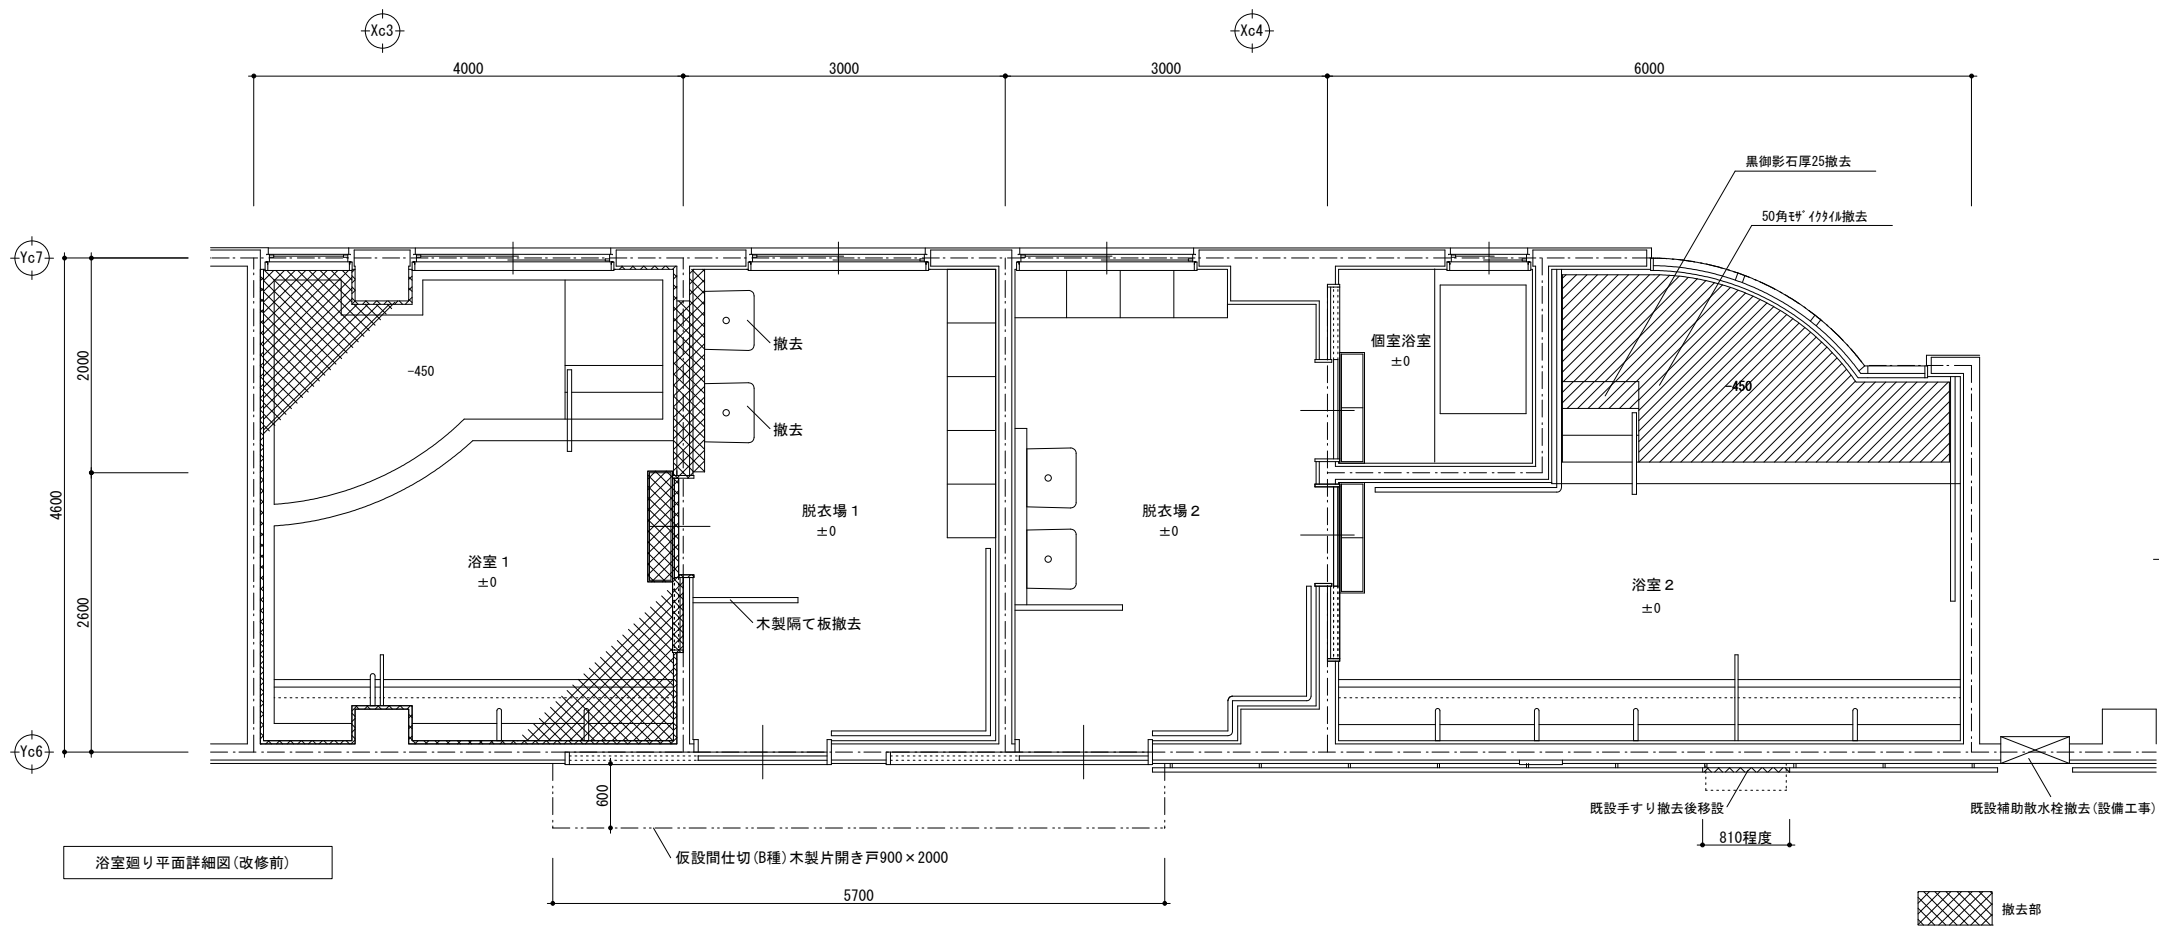 Xc3
Xc4
4000
3000
3000
6000
黒御影石厚25撤去
50角ﾓｻﾞｲｸﾀｲﾙ撤去
Yc7
2000
4600
2600
Yc6
-450
撤去
撤去
個室浴室
±0
-450
脱衣場1
±0
脱衣場2
±0
浴室1
±0
浴室2
±0
木製隔て板撤去
600
既設手すり撤去後移設
既設補助散水栓撤去(設備工事)
810程度
仮設間仕切(B種)木製片開き戸900×2000
浴室廻り平面詳細図(改修前)
5700
撤去部